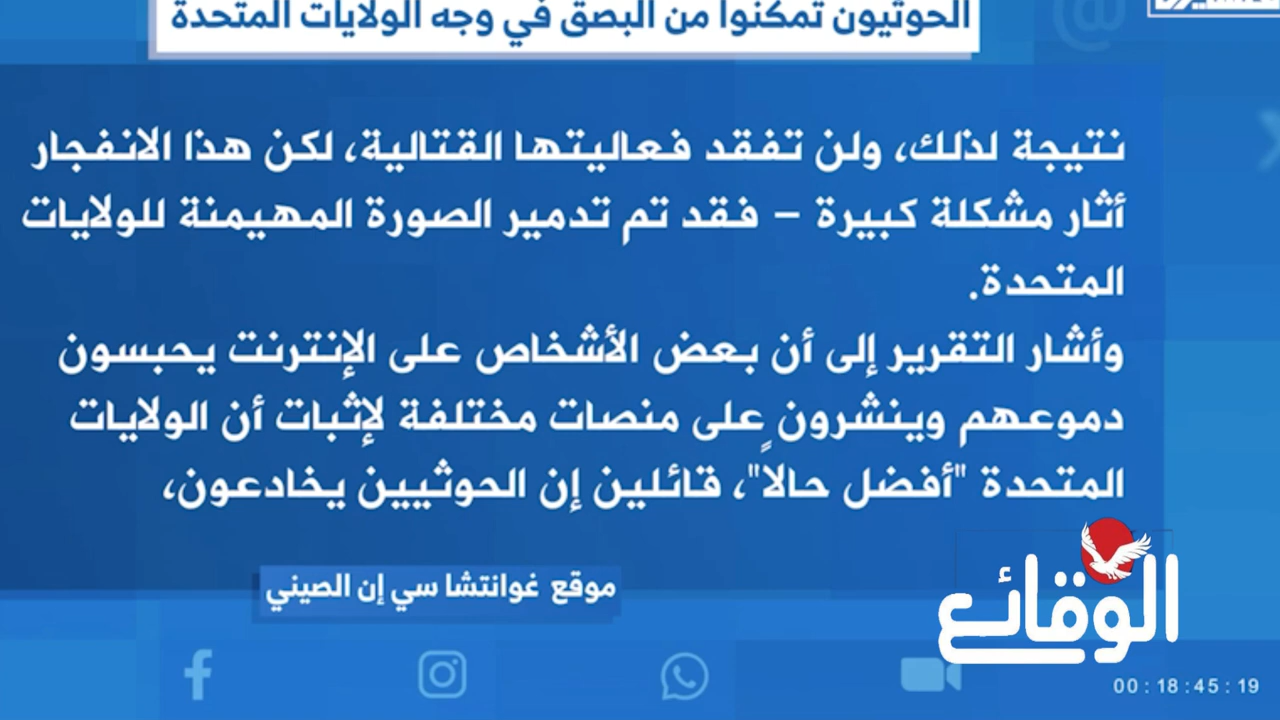 الحوثيون تمكنوا من البصق في وجه الولايات المتحدة
نتيجة لذلك، ولن تفقد فعاليتها القتالية، لكن هذا الانفجار
أثار مشكلة كبيرة – فقد تم تدمير الصورة المهيمنة للولايات
المتحدة.
وأشار التقرير إلى أن بعض الأشخاص على الإنترنت يحبسون
دموعهم وينشرون على منصات مختلفة لإثبات أن الولايات
المتحدة "أفضل حالاً"، قائلين إن الحوثيين يخادعون،
موقع غوانتشا سي إن الصيني
الوقائع
00:18:45:19